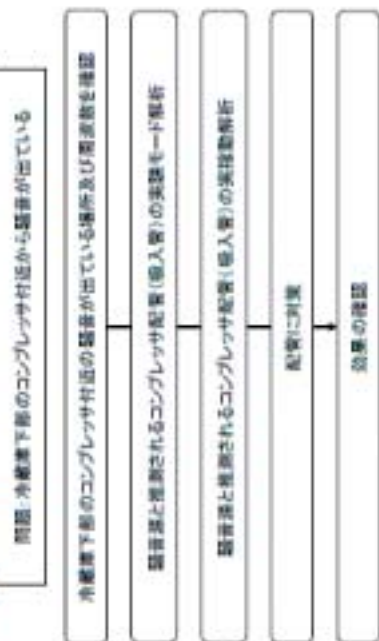 問題:冷蔵庫下部のコンプレッサ付近から騒音が出ている
冷蔵庫下部のコンプレッサ付近の騒音が出ている場所及び周波数を確認
騒音源と推測されるコンプレッサ配管(吸入管)の実験モード解析
騒音源と推測されるコンプレッサ配管(吸入管)の実稼動解析
配管に対策
効果の確認